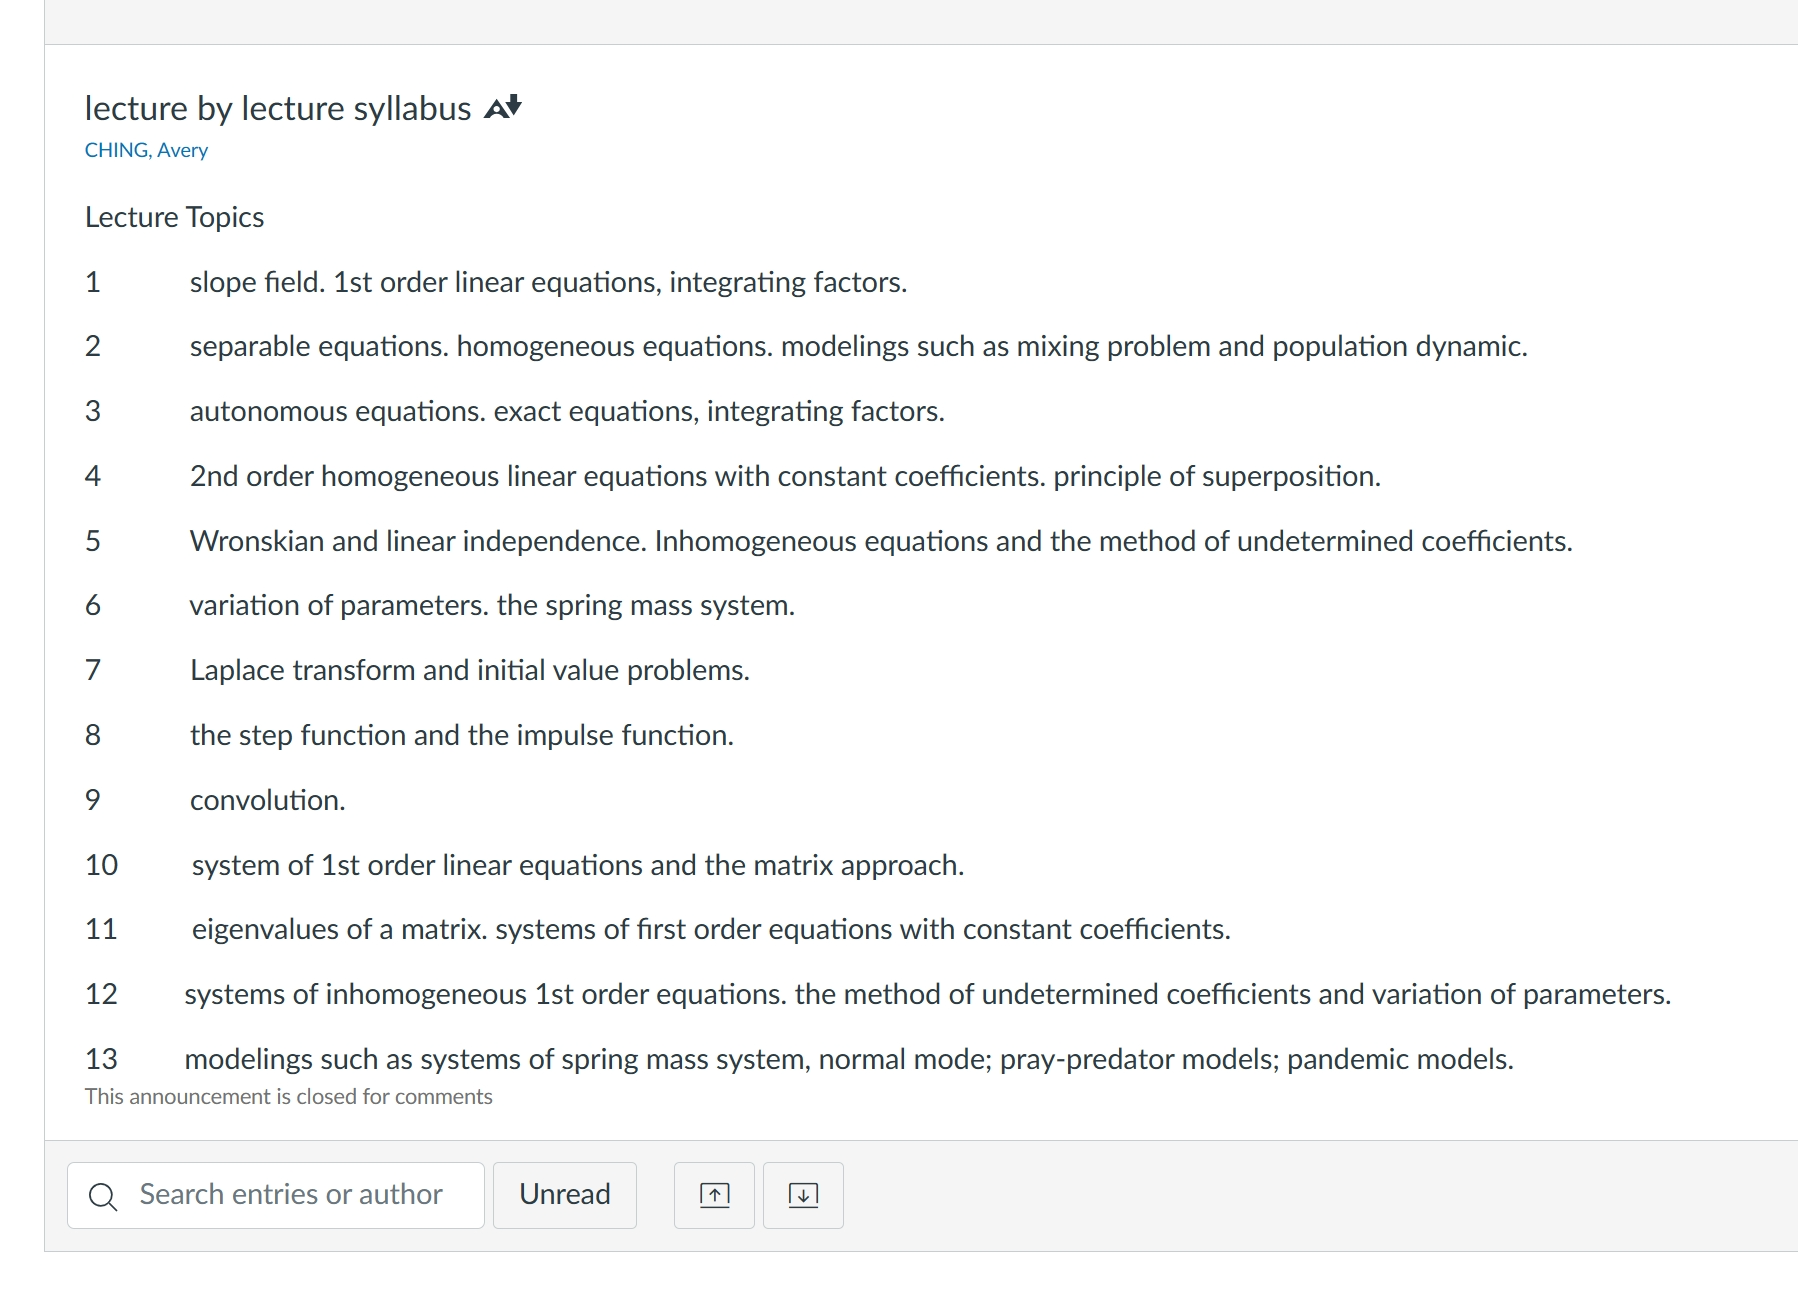 lecture by lecture syllabus
CHING, Avery
Lecture Topics
1 slope field. 1st order linear equations, integrating factors.
2 separable equations. homogeneous equations. modelings such as mixing problem and population dynamic.
3 autonomous equations. exact equations, integrating factors.
4 2nd order homogeneous linear equations with constant coefficients. principle of superposition.
5 Wronskian and linear independence. Inhomogeneous equations and the method of undetermined coefficients.
6 variation of parameters. the spring mass system.
7 Laplace transform and initial value problems.
8 the step function and the impulse function.
9 convolution.
10 system of 1st order linear equations and the matrix approach.
11 eigenvalues of a matrix. systems of first order equations with constant coefficients.
12 systems of inhomogeneous 1st order equations. the method of undetermined coefficients and variation of parameters.
13 modelings such as systems of spring mass system, normal mode; pray-predator models; pandemic models.
This announcement is closed for comments
Search entries or author Unread